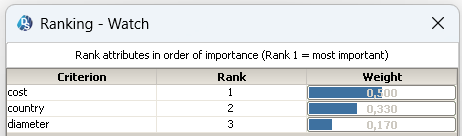 Ranking - Watch
Rank attributes in order of importance (Rank 1 = most important)
Criterion Rank Weight
cost 1 0,500
country 2 0,330
diameter 3 0,170